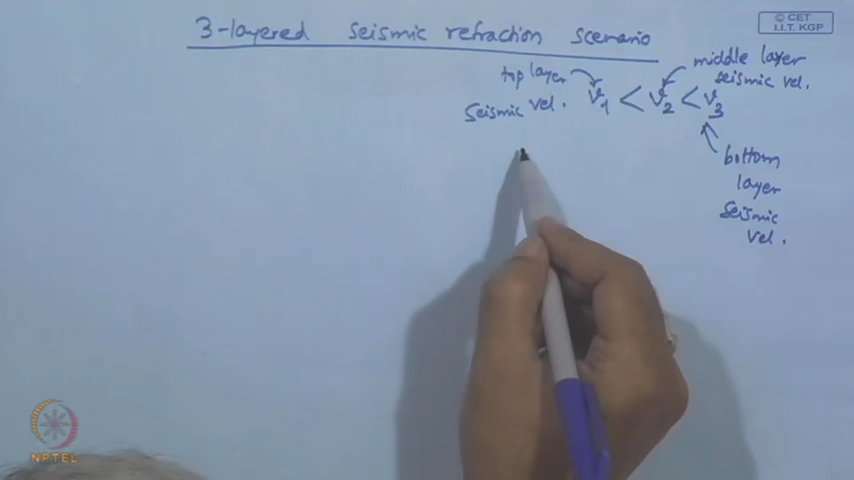 3-layered seismic refraction scenario
© CET
I.I.T. KGP
top layer
seismic vel.
v1 < v2 < v3
middle layer
seismic vel.
bottom
layer
seismic
vel.
NPTEL